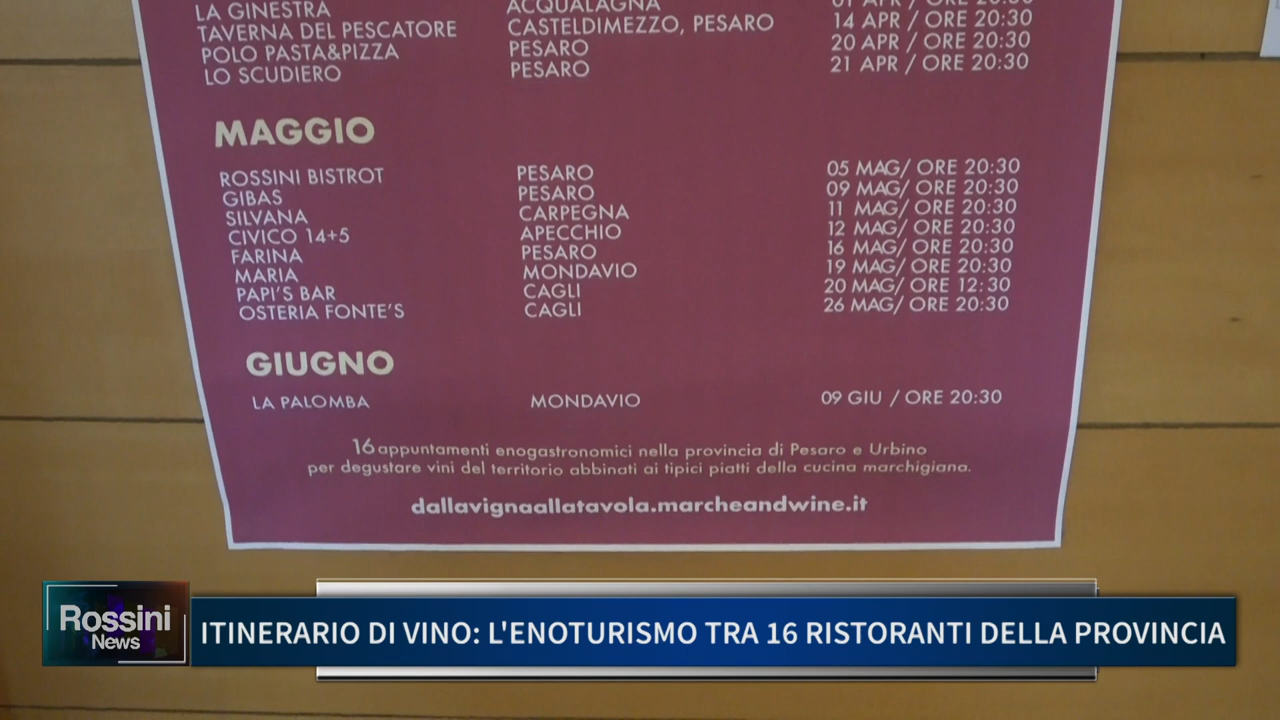 LA GINESTRA ACQUALAGNA 01 APR / ORE 20:30
TAVERNA DEL PESCATORE CASTELDIMEZZO, PESARO 14 APR / ORE 20:30
POLO PASTA&PIZZA PESARO 20 APR / ORE 20:30
LO SCUDIERO PESARO 21 APR / ORE 20:30
MAGGIO
ROSSINI BISTROT PESARO 05 MAG/ ORE 20:30
GIBAS PESARO 09 MAG/ ORE 20:30
SILVANA CARPEGNA 11 MAG/ ORE 20:30
CIVICO 14+5 APECCHIO 12 MAG/ ORE 20:30
FARINA PESARO 16 MAG/ ORE 20:30
MARIA MONDAVIO 19 MAG/ ORE 20:30
PAPI'S BAR CAGLI 20 MAG/ ORE 12:30
OSTERIA FONTE'S CAGLI 26 MAG/ ORE 20:30
GIUGNO
LA PALOMBA MONDAVIO 09 GIU / ORE 20:30
16 appuntamenti enogastronomici nella provincia di Pesaro e Urbino
per degustare vini del territorio abbinati ai tipici piatti della cucina marchigiana.
dallavignaallatavola.marcheandwine.it
Rossini
News
ITINERARIO DI VINO: L'ENOTURISMO TRA 16 RISTORANTI DELLA PROVINCIA